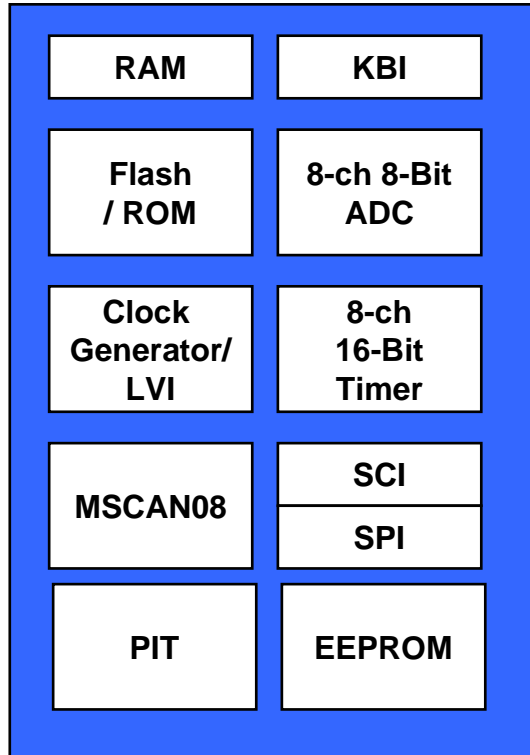 RAM
KBI
Flash
/ ROM
8-ch 8-Bit
ADC
Clock
Generator/
LVI
8-ch
16-Bit
Timer
MSCAN08
SCI
SPI
PIT
EEPROM